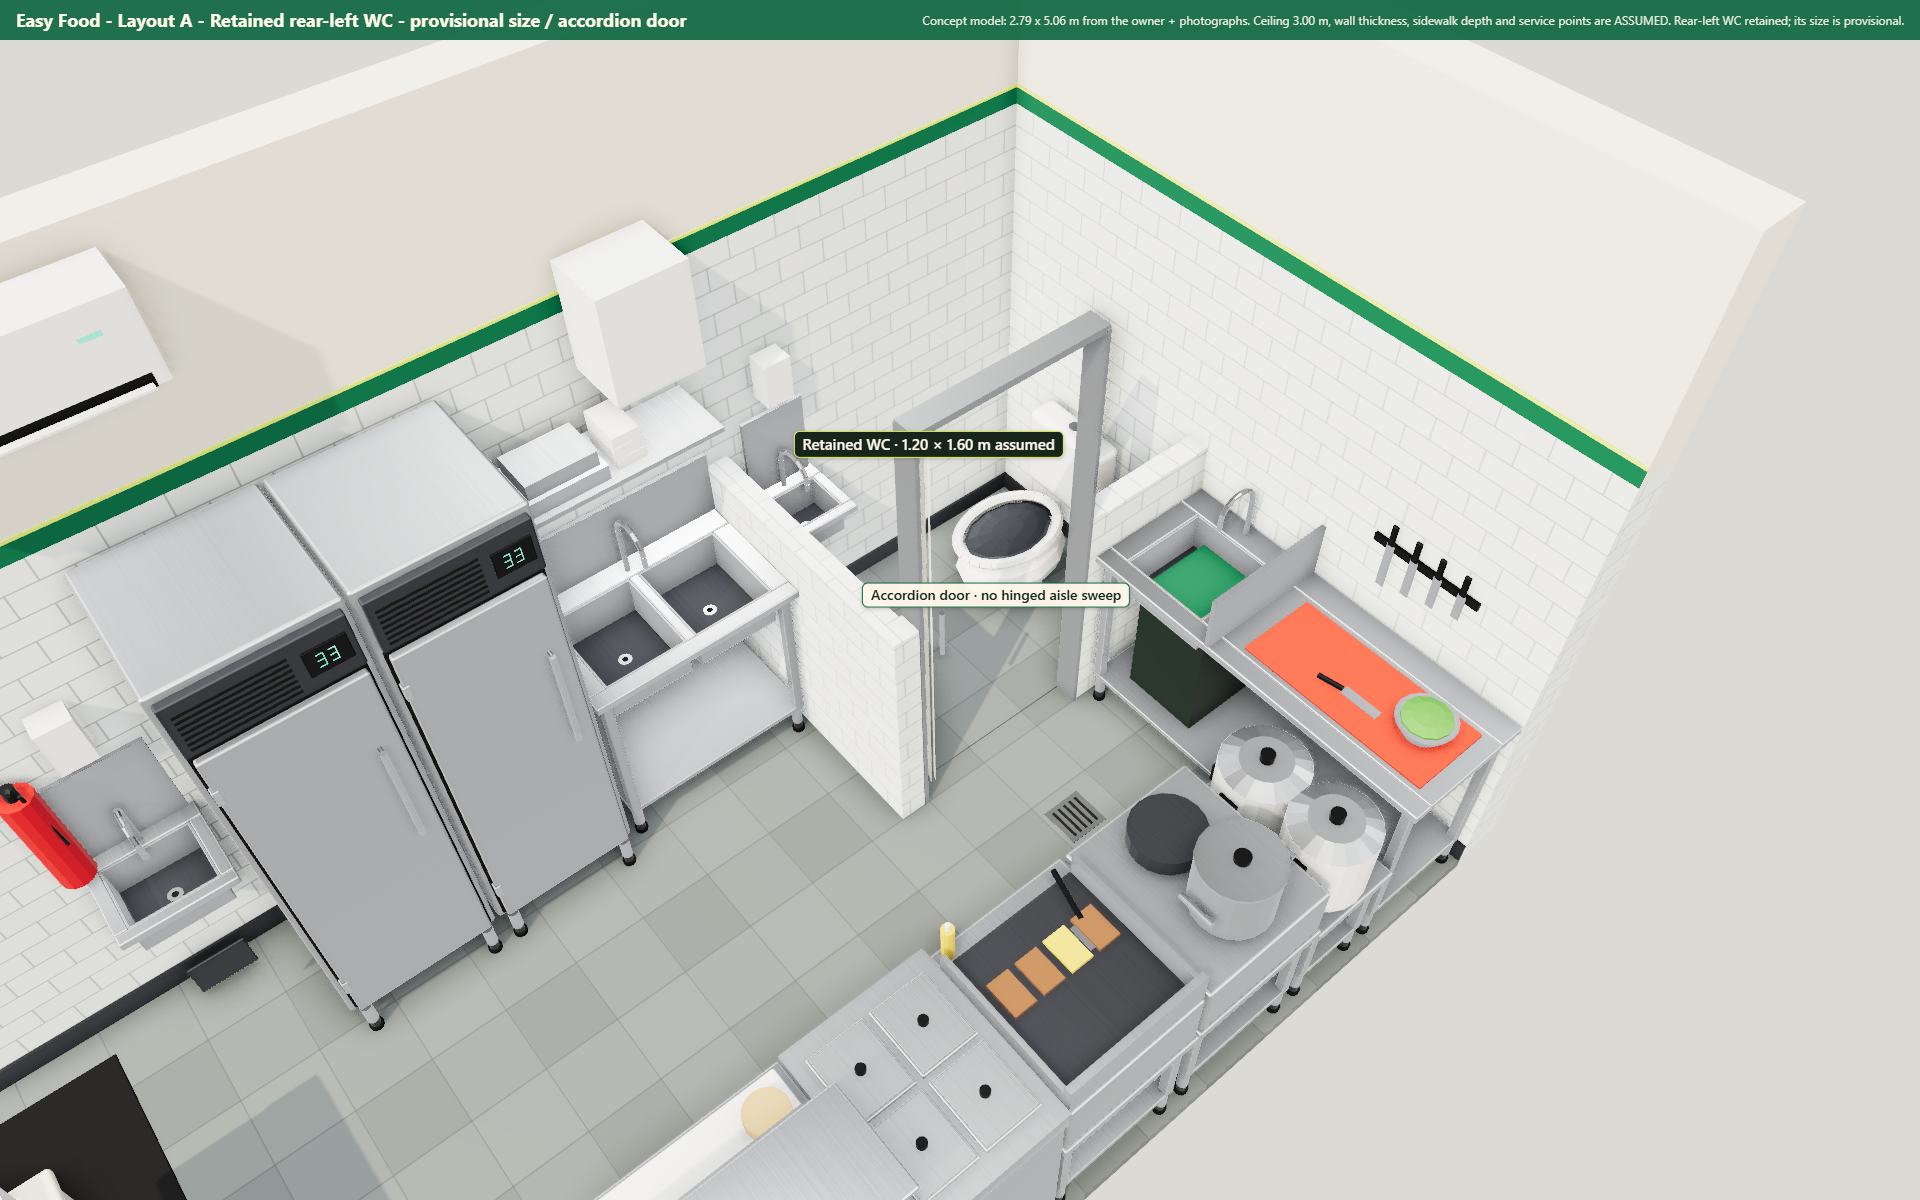 Easy Food - Layout A - Retained rear-left WC - provisional size / accordion door
Concept model: 2.79 x 5.06 m from the owner + photographs. Ceiling 3.00 m, wall thickness, sidewalk depth and service points are ASSUMED. Rear-left WC retained; its size is provisional.
Retained WC · 1.20 × 1.60 m assumed
33
Accordion door · no hinged aisle sweep
33